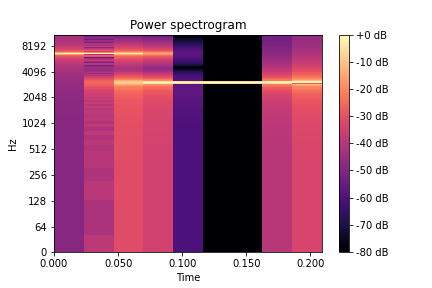 Power spectrogram
Hz
8192
4096
2048
1024
512
256
128
64
0
0.000 0.050 0.100 0.150 0.200
Time
+0 dB
-10 dB
-20 dB
-30 dB
-40 dB
-50 dB
-60 dB
-70 dB
-80 dB